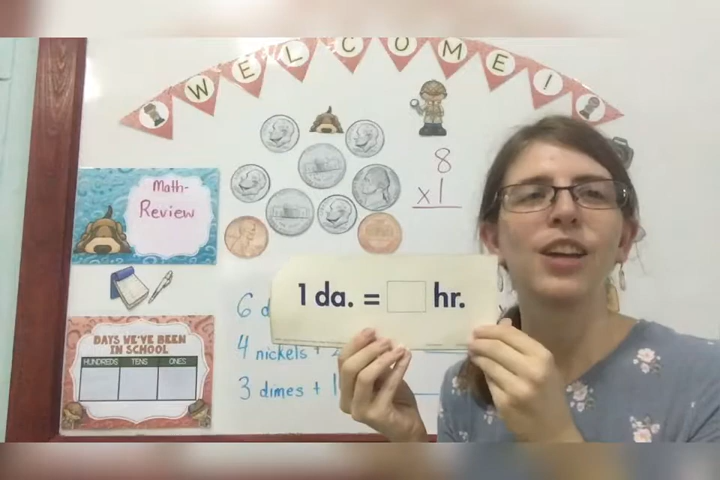 WELCOME!
8
x 1
Math-
Review
1 da. = hr.
DAYS WE'VE BEEN
IN SCHOOL
HUNDREDS TENS ONES
6
4 nickels +
3 dimes +